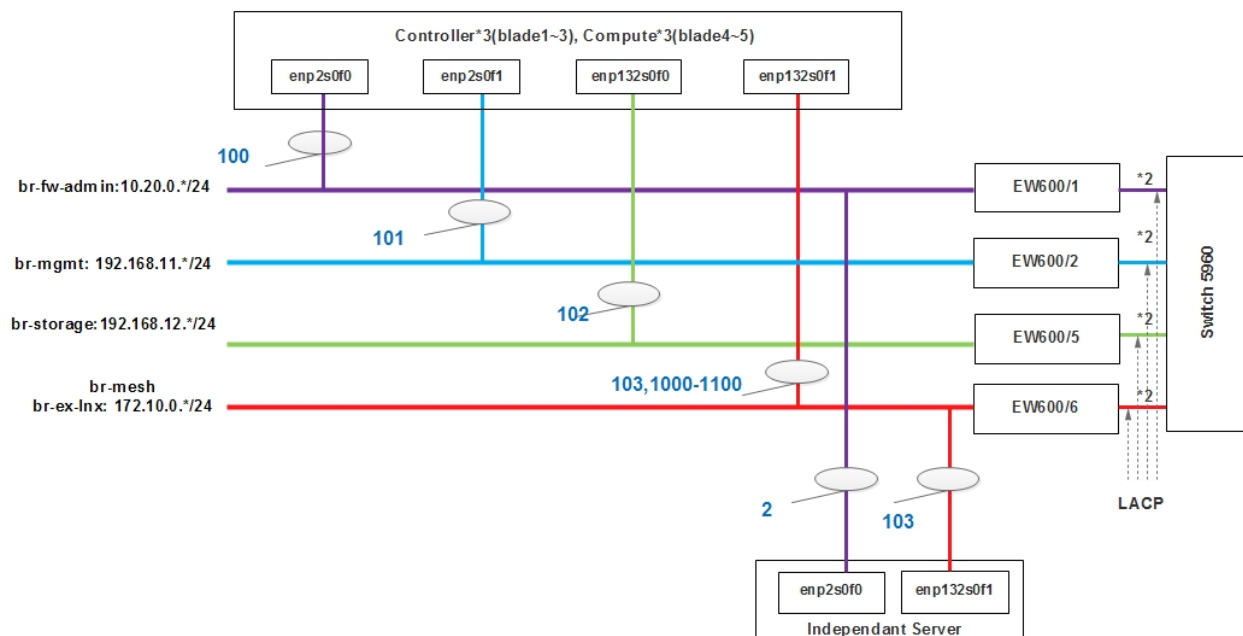 Controller*3(blade1~3), Compute*3(blade4~5)
enp2s0f0
enp2s0f1
enp132s0f0
enp132s0f1
100
br-fw-admin:10.20.0.*/24
EW600/1
*2
101
br-mgmt: 192.168.11.*/24
EW600/2
*2
Switch 5960
102
br-storage:192.168.12.*/24
EW600/5
*2
br-mesh
br-ex-lnx: 172.10.0.*/24
103,1000-1100
EW600/6
*2
2
103
LACP
enp2s0f0
enp132s0f1
Independant Server